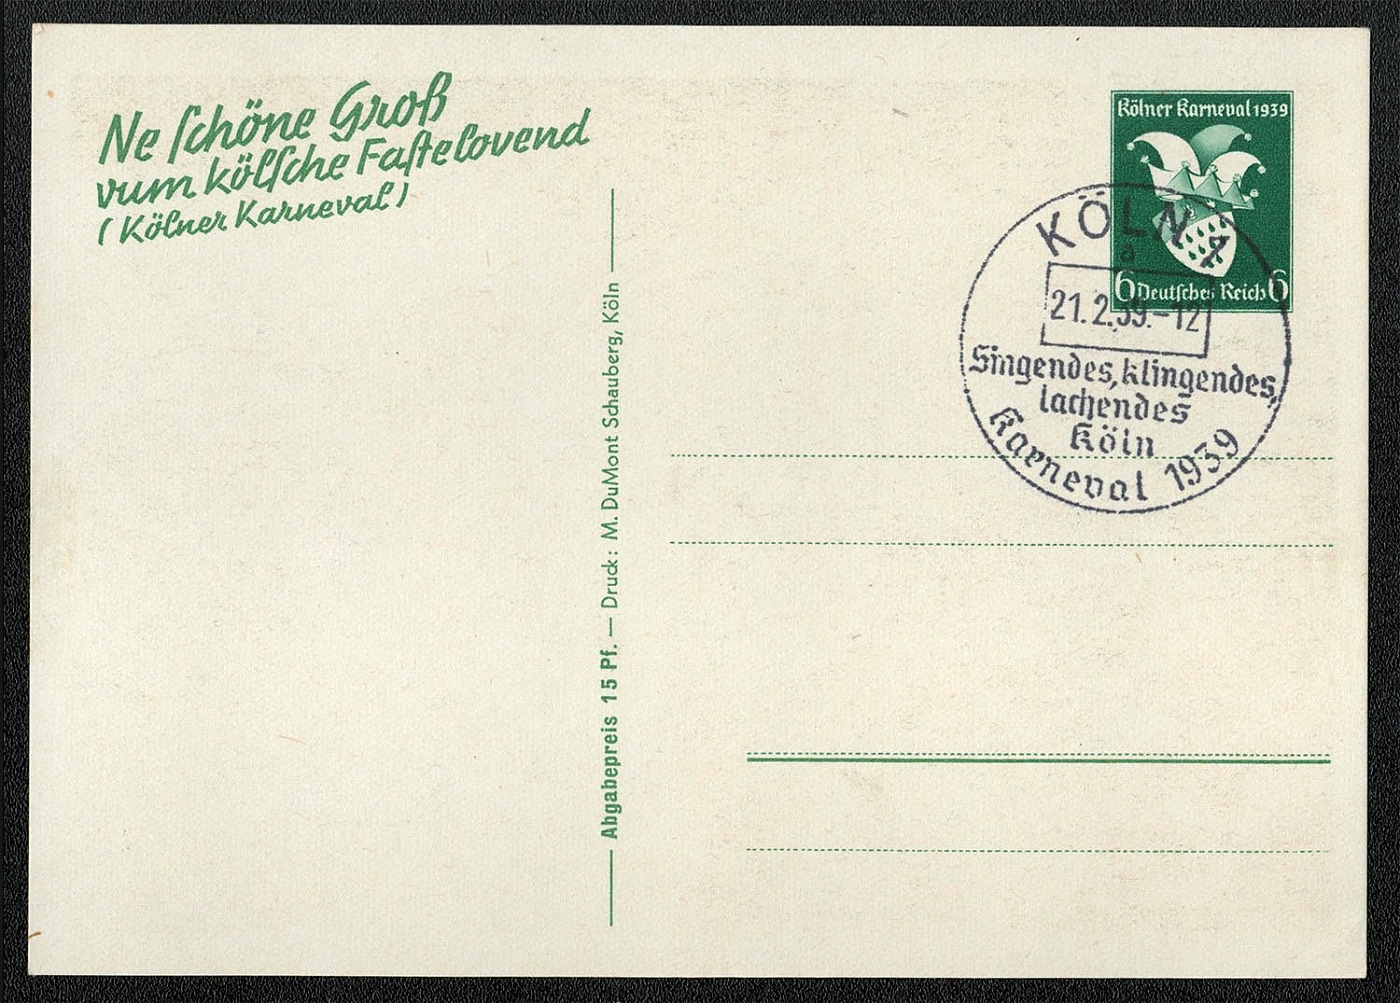 Ne schöne Groß
vum kölsche Fastelovend
(Kölner Karneval)
Abgabepreis 15 Pf. — Druck: M. DuMont Schauberg, Köln
Kölner Karneval 1939
6 Deutsches Reich 6
KÖLN 1
a
21.2.39.-12
Singendes, klingendes,
lachendes
Köln
Karneval 1939